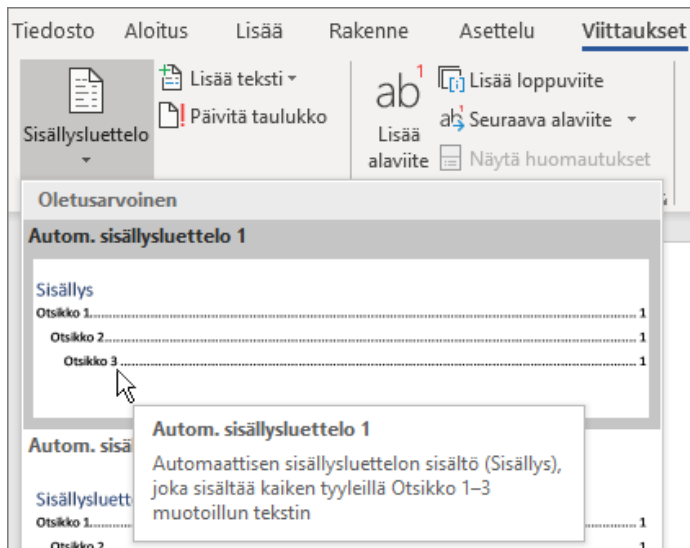 Tiedosto Aloitus Lisää Rakenne Asettelu Viittaukset
Sisällysluettelo
Lisää teksti
Päivitä taulukko
ab1
Lisää
alaviite
Lisää loppuviite
Seuraava alaviite
Näytä huomautukset
Oletusarvoinen
Autom. sisällysluettelo 1
Sisällys
Otsikko 1 1
Otsikko 2 1
Otsikko 3 1
Autom. sisällysluettelo 1
Automaattisen sisällysluettelon sisältö (Sisällys),
joka sisältää kaiken tyyleillä Otsikko 1–3
muotoillun tekstin
Autom. sisä
Sisällysluett
Otsikko 1 1
Otsikko 2 1